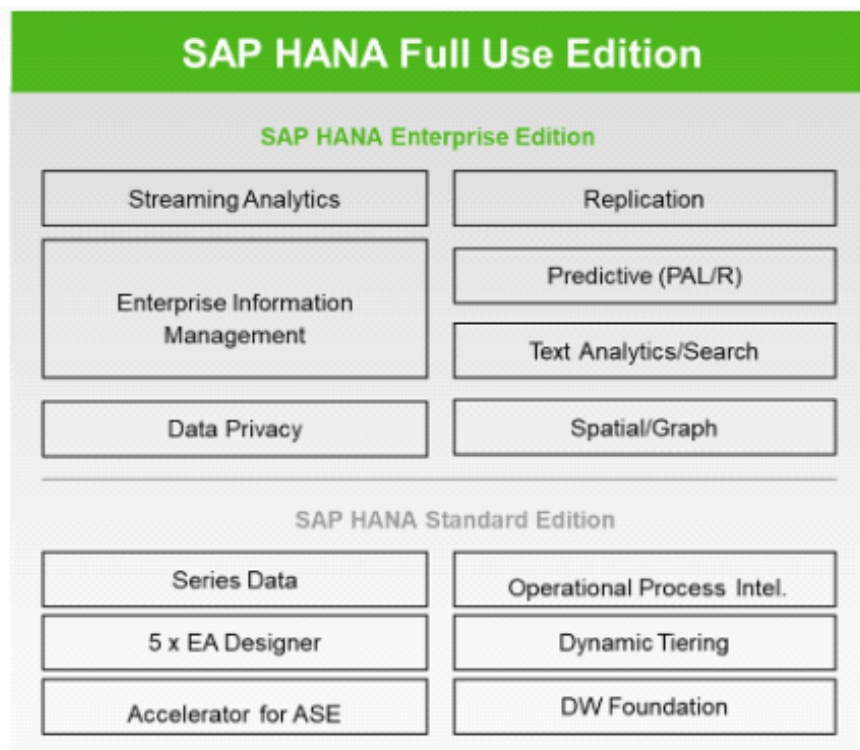 SAP HANA Full Use Edition
SAP HANA Enterprise Edition
Streaming Analytics
Replication
Enterprise Information
Management
Predictive (PAL/R)
Text Analytics/Search
Data Privacy
Spatial/Graph
SAP HANA Standard Edition
Series Data
Operational Process Intel.
5 x EA Designer
Dynamic Tiering
Accelerator for ASE
DW Foundation